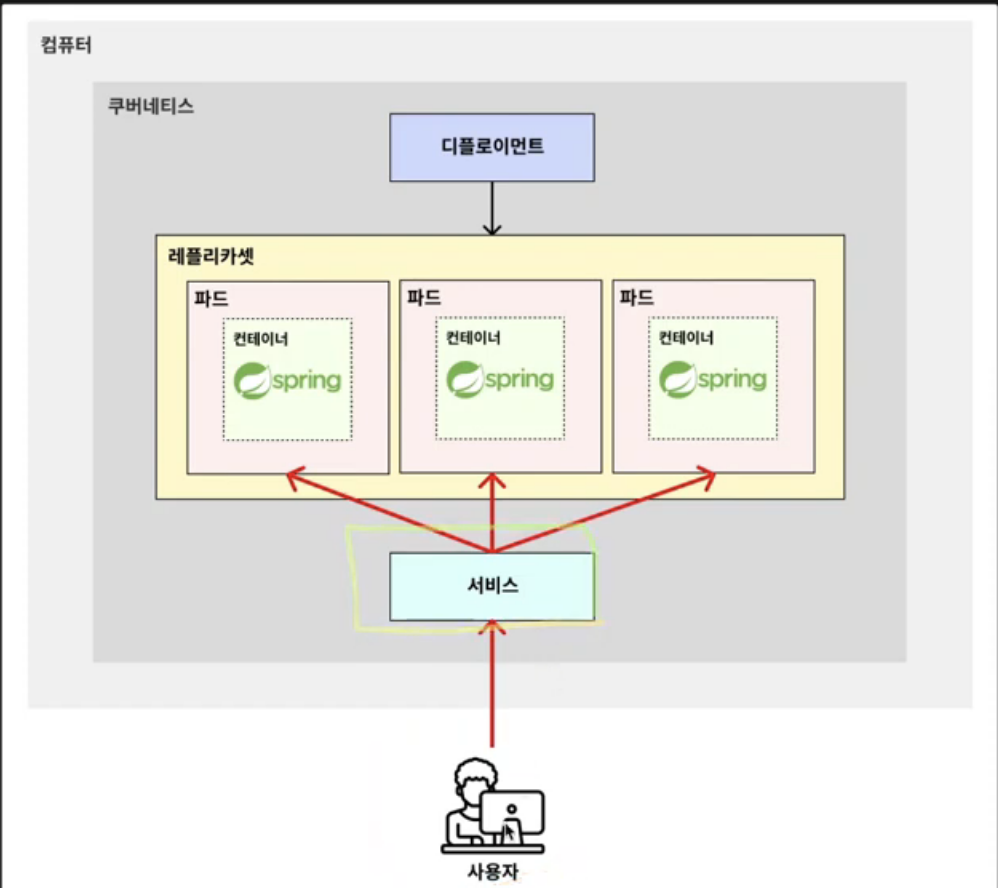 컴퓨터
쿠버네티스
디플로이먼트
레플리카셋
파드
컨테이너
spring
파드
컨테이너
spring
파드
컨테이너
spring
서비스
사용자